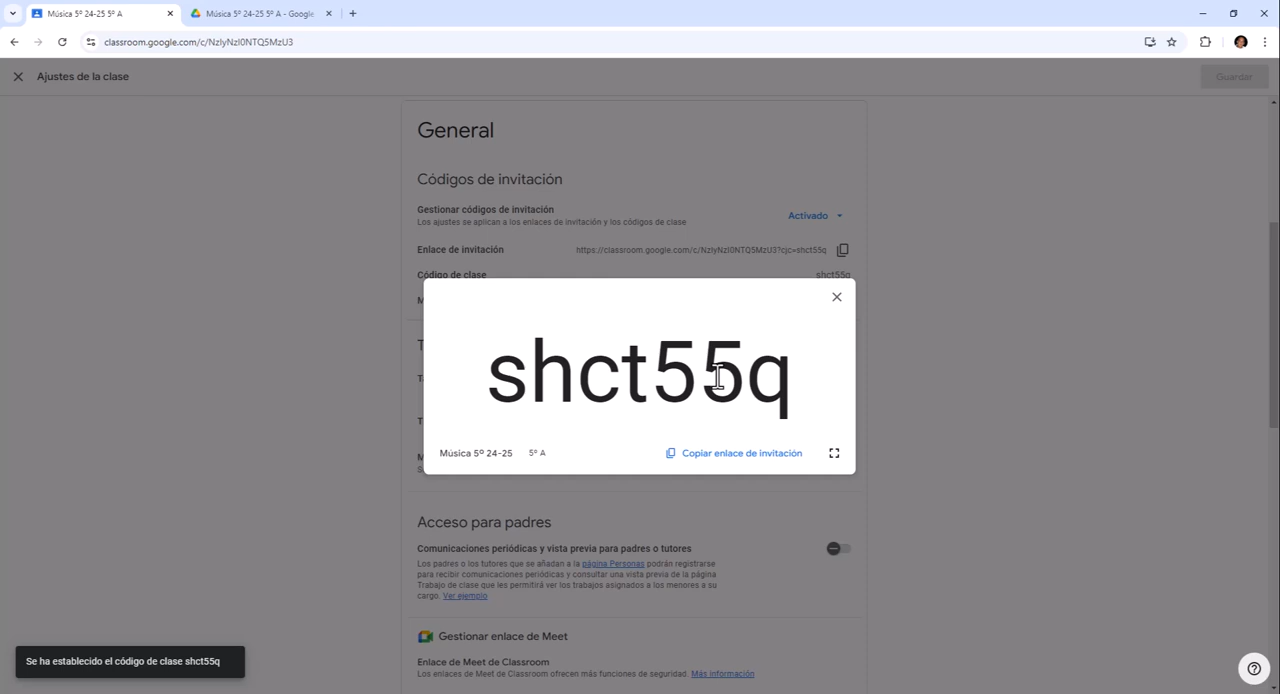 Música 5º 24-25 5º A
Música 5º 24-25 5º A - Google
classroom.google.com/c/NzIyNzI0NTQ5MzU3
Ajustes de la clase
Guardar
General
Códigos de invitación
Gestionar códigos de invitación
Activado
Los ajustes se aplican a los enlaces de invitación y los códigos de clase
Enlace de invitación
https://classroom.google.com/c/NzIyNzI0NTQ5MzU3?cjc=shct55q
Código de clase
shct55q
shct55q
Música 5º 24-25 5º A
Copiar enlace de invitación
Acceso para padres
Comunicaciones periódicas y vista previa para padres o tutores
Los padres o los tutores que se añadan a la página Personas podrán registrarse
para recibir comunicaciones periódicas y consultar una vista previa de la página
Trabajo de clase que les permitirá ver los trabajos asignados a los menores a su
cargo. Ver ejemplo
Gestionar enlace de Meet
Enlace de Meet de Classroom
Los enlaces de Meet de Classroom ofrecen más funciones de seguridad. Más información
Se ha establecido el código de clase shct55q